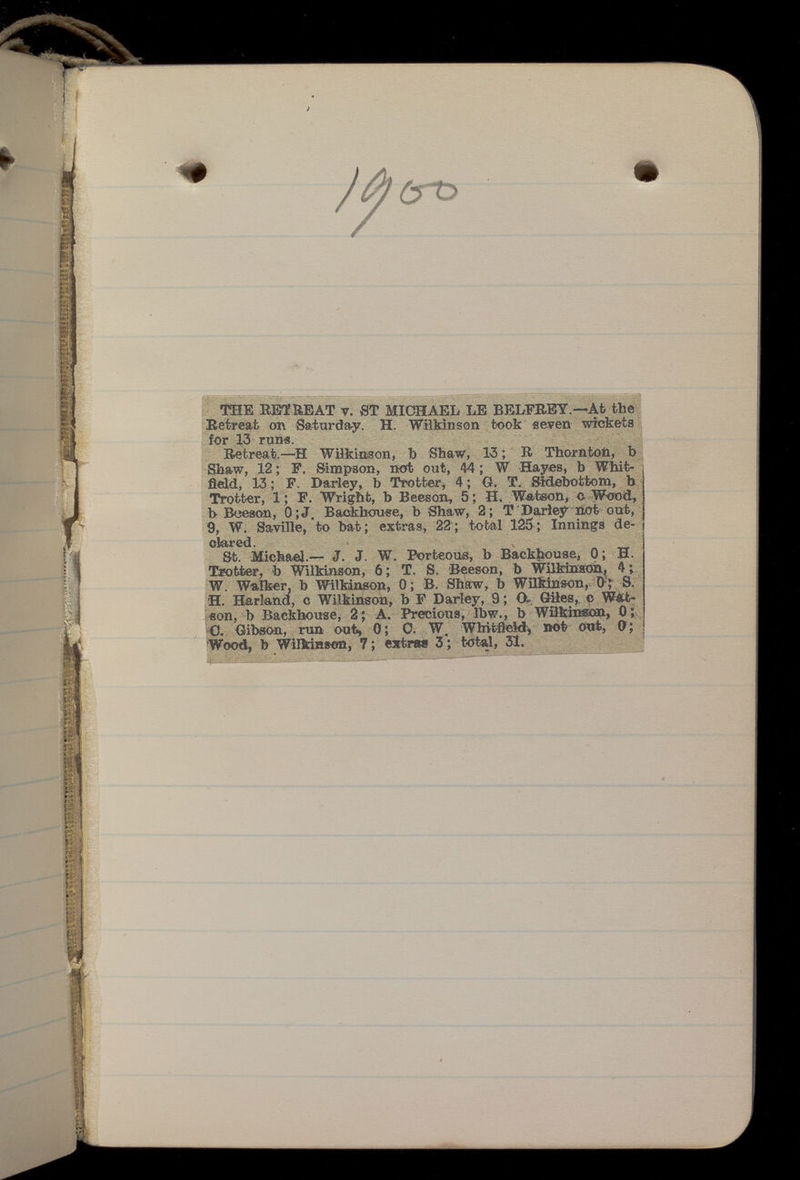 1900
THE RETREAT v. ST MICHAEL LE BELFREY.—At the
Retreat on Saturday. H. Wilkinson took seven wickets
for 13 runs.
Retreat.—H Wilkinson, b Shaw, 13; R Thornton, b
Shaw, 12; F. Simpson, not out, 44; W Hayes, b Whit-
field, 13; F. Darley, b Trotter, 4; G. T. Sidebottom, b
Trotter, 1; F. Wright, b Beeson, 5; H. Watson, c Wood,
b Beeson, 0; J. Backhouse, b Shaw, 2; T Darley not out,
9, W. Saville, to bat; extras, 22; total 125; Innings de-
clared.
St. Michael.— J. J. W. Porteous, b Backhouse, 0; H.
Trotter, b Wilkinson, 6; T. S. Beeson, b Wilkinson, 4;
W. Walker, b Wilkinson, 0; B. Shaw, b Wilkinson, 0; S.
H. Harland, c Wilkinson, b F Darley, 9; O. Giles, c Wat-
son, b Backhouse, 2; A. Precious, lbw., b Wilkinson, 0;
C. Gibson, run out, 0; C. W. Whitfield, not out, 0;
Wood, b Wilkinson, 7; extras 3; total, 31.